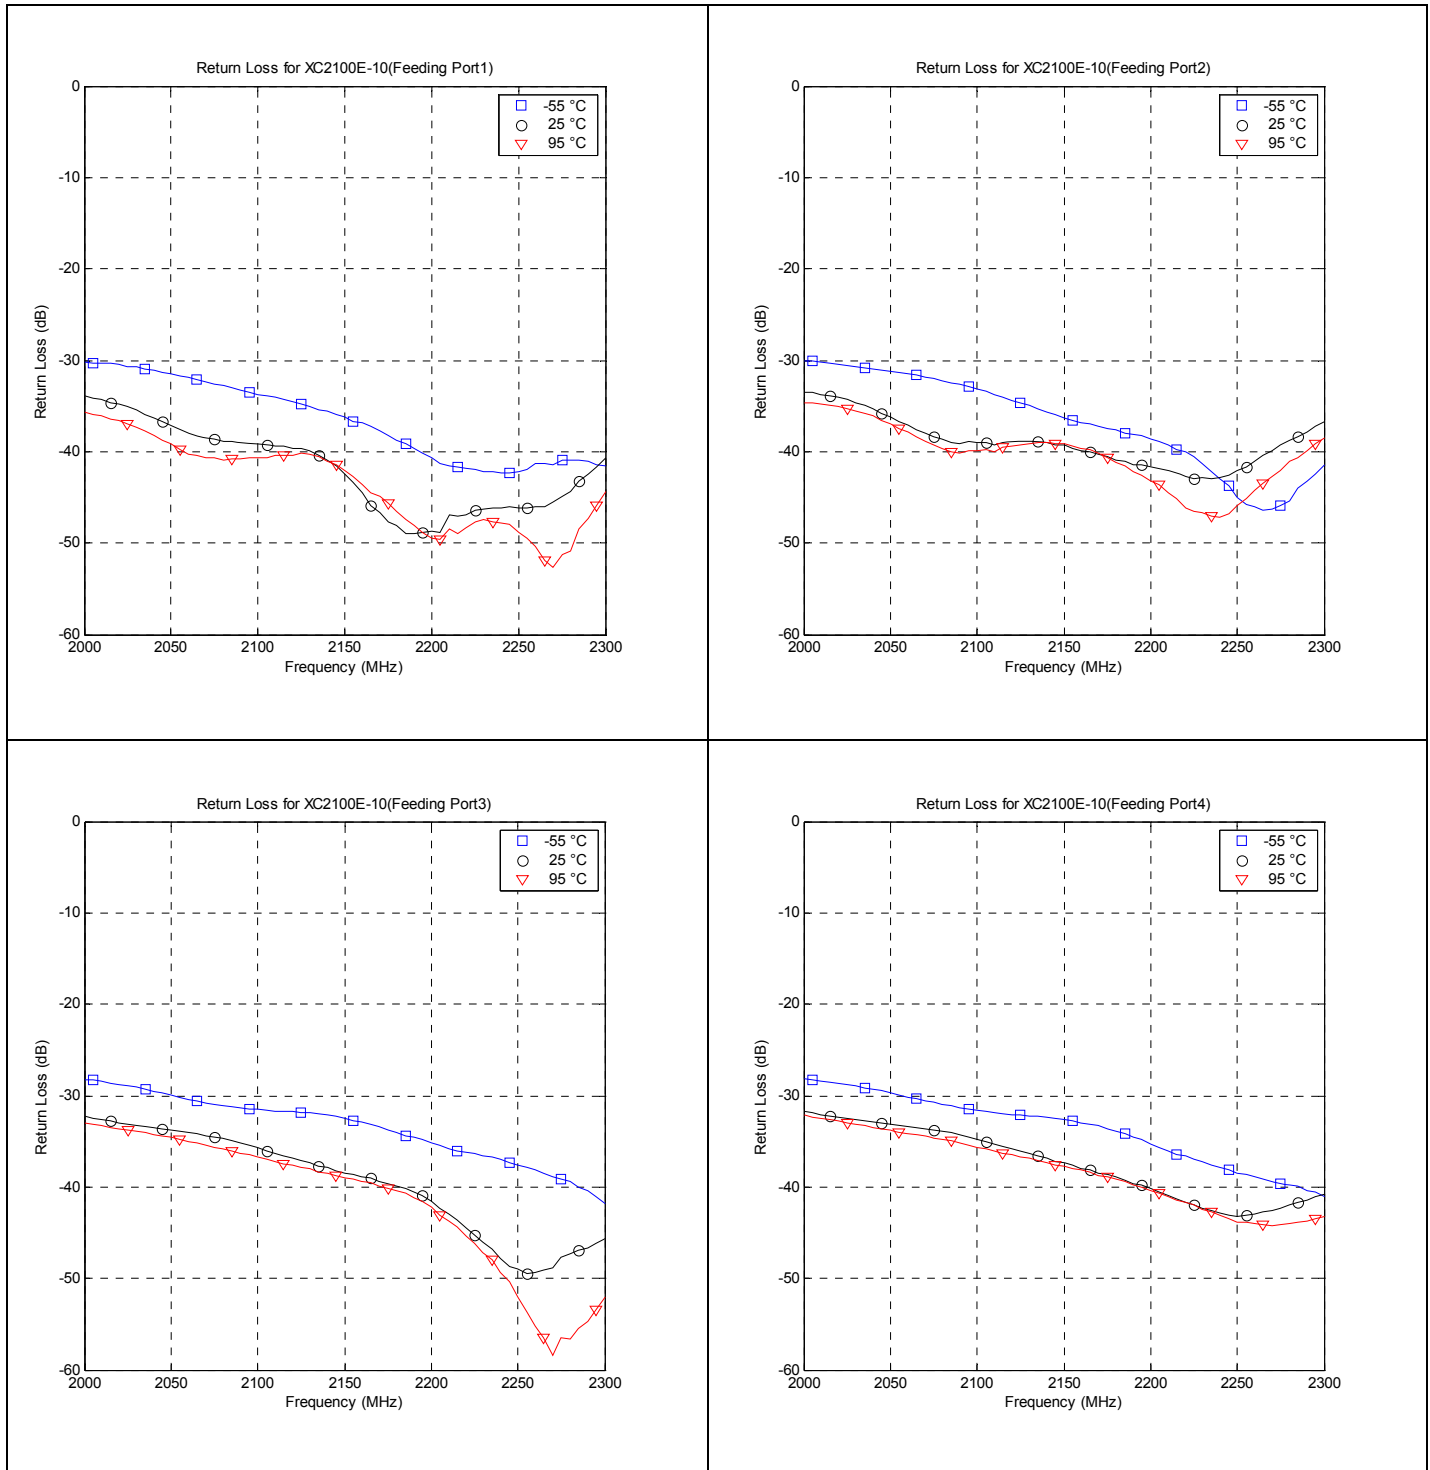 Return Loss for XC2100E-10(Feeding Port1)
0
-10
-20
-30
-40
-50
-60
Return Loss (dB)
-55 °C
25 °C
95 °C
2000 2050 2100 2150 2200 2250 2300
Frequency (MHz)
Return Loss for XC2100E-10(Feeding Port2)
0
-10
-20
-30
-40
-50
-60
Return Loss (dB)
-55 °C
25 °C
95 °C
2000 2050 2100 2150 2200 2250 2300
Frequency (MHz)
Return Loss for XC2100E-10(Feeding Port3)
0
-10
-20
-30
-40
-50
-60
Return Loss (dB)
-55 °C
25 °C
95 °C
2000 2050 2100 2150 2200 2250 2300
Frequency (MHz)
Return Loss for XC2100E-10(Feeding Port4)
0
-10
-20
-30
-40
-50
-60
Return Loss (dB)
-55 °C
25 °C
95 °C
2000 2050 2100 2150 2200 2250 2300
Frequency (MHz)